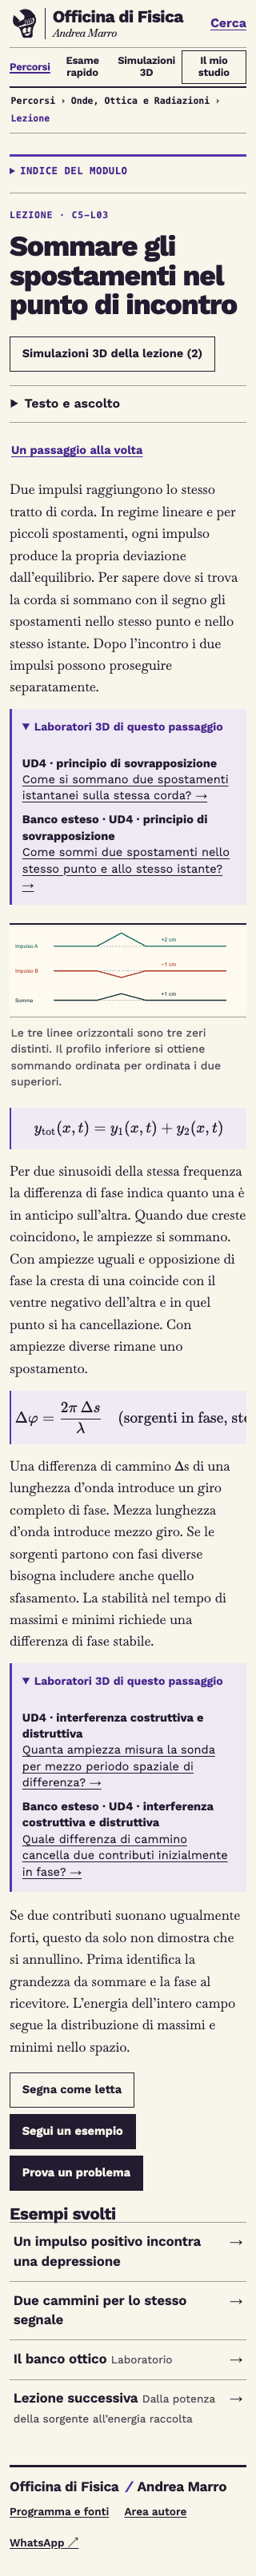 Officina di Fisica
Andrea Marro
Cerca
Percorsi
Esame rapido
Simulazioni 3D
Il mio studio
Percorsi › Onde, Ottica e Radiazioni ›
Lezione
▶ INDICE DEL MODULO
LEZIONE · C5-L03
Sommare gli
spostamenti nel
punto di incontro
Simulazioni 3D della lezione (2)
▶ Testo e ascolto
Un passaggio alla volta
Due impulsi raggiungono lo stesso
tratto di corda. In regime lineare e per
piccoli spostamenti, ogni impulso
produce la propria deviazione
dall’equilibrio. Per sapere dove si trova
la corda si sommano con il segno gli
spostamenti nello stesso punto e nello
stesso istante. Dopo l’incontro i due
impulsi possono proseguire
separatamente.
▼ Laboratori 3D di questo passaggio
UD4 · principio di sovrapposizione
Come si sommano due spostamenti
istantanei sulla stessa corda? →
Banco esteso · UD4 · principio di
sovrapposizione
Come sommi due spostamenti nello
stesso punto e allo stesso istante?
→
Impulso A
+2 cm
Impulso B
−1 cm
Somma
+1 cm
Le tre linee orizzontali sono tre zeri
distinti. Il profilo inferiore si ottiene
sommando ordinata per ordinata i due
superiori.
y_tot(x, t) = y₁(x, t) + y₂(x, t)
Per due sinusoidi della stessa frequenza
la differenza di fase indica quanto una è
in anticipo sull’altra. Quando due creste
coincidono, le ampiezze si sommano.
Con ampiezze uguali e opposizione di
fase la cresta di una coincide con il
ventre negativo dell’altra e in quel
punto si ha cancellazione. Con
ampiezze diverse rimane uno
spostamento.
Δφ = 2π Δs / λ (sorgenti in fase, ste
Una differenza di cammino Δs di una
lunghezza d’onda introduce un giro
completo di fase. Mezza lunghezza
d’onda introduce mezzo giro. Se le
sorgenti partono con fasi diverse
bisogna includere anche quello
sfasamento. La stabilità nel tempo di
massimi e minimi richiede una
differenza di fase stabile.
▼ Laboratori 3D di questo passaggio
UD4 · interferenza costruttiva e
distruttiva
Quanta ampiezza misura la sonda
per mezzo periodo spaziale di
differenza? →
Banco esteso · UD4 · interferenza
costruttiva e distruttiva
Quale differenza di cammino
cancella due contributi inizialmente
in fase? →
Se due contributi suonano ugualmente
forti, questo da solo non dimostra che
si annullino. Prima identifica la
grandezza da sommare e la fase al
ricevitore. L’energia dell’intero campo
segue la distribuzione di massimi e
minimi nello spazio.
Segna come letta
Segui un esempio
Prova un problema
Esempi svolti
Un impulso positivo incontra
una depressione →
Due cammini per lo stesso
segnale →
Il banco ottico Laboratorio →
Lezione successiva Dalla potenza
della sorgente all’energia raccolta →
Officina di Fisica / Andrea Marro
Programma e fonti
Area autore
WhatsApp ↗